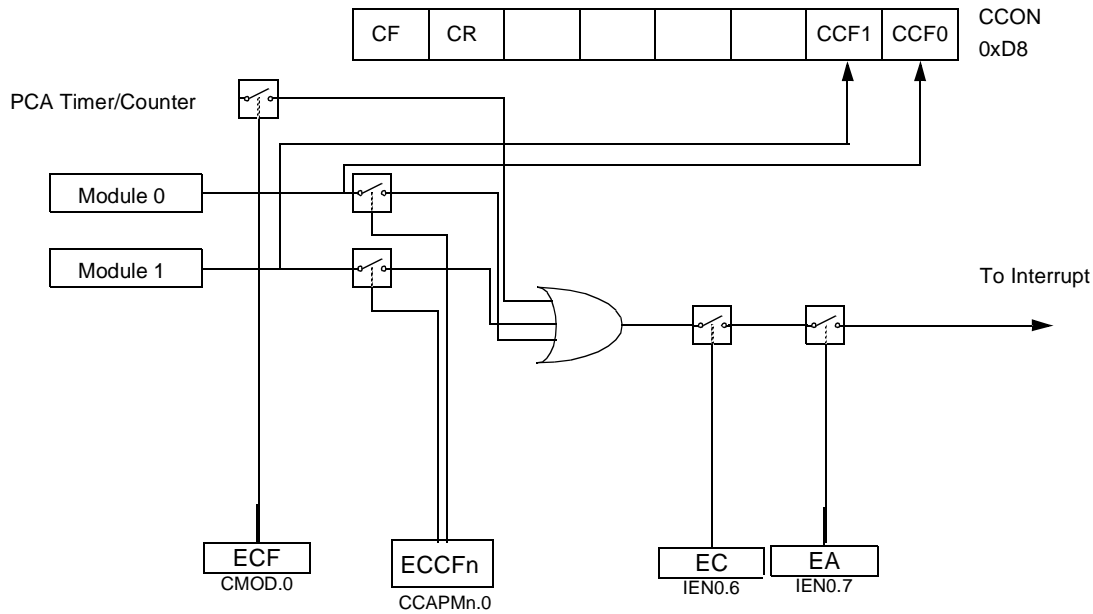 CF CR CCF1 CCF0 CCON
0xD8
PCA Timer/Counter
Module 0
Module 1
To Interrupt
ECF
CMOD.0
ECCFn
CCAPMn.0
EC
IEN0.6
EA
IEN0.7